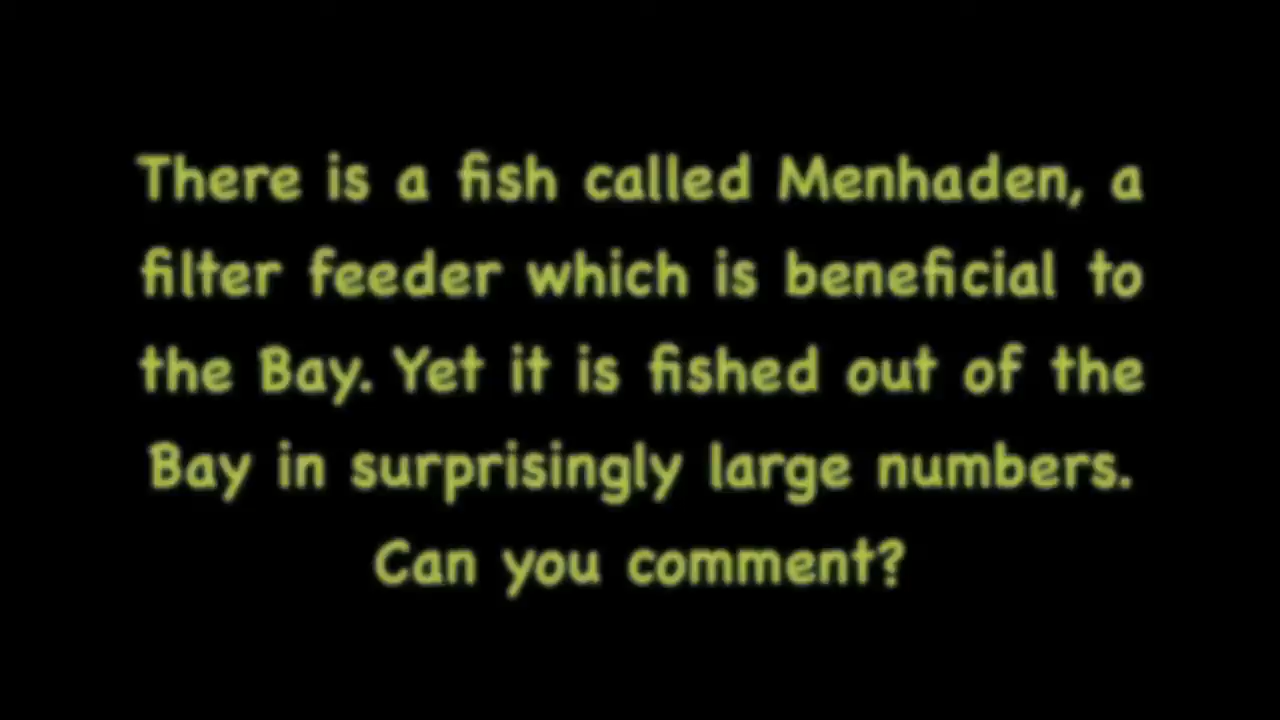 There is a fish called Menhaden, a
filter feeder which is beneficial to
the Bay. Yet it is fished out of the
Bay in surprisingly large numbers.
Can you comment?